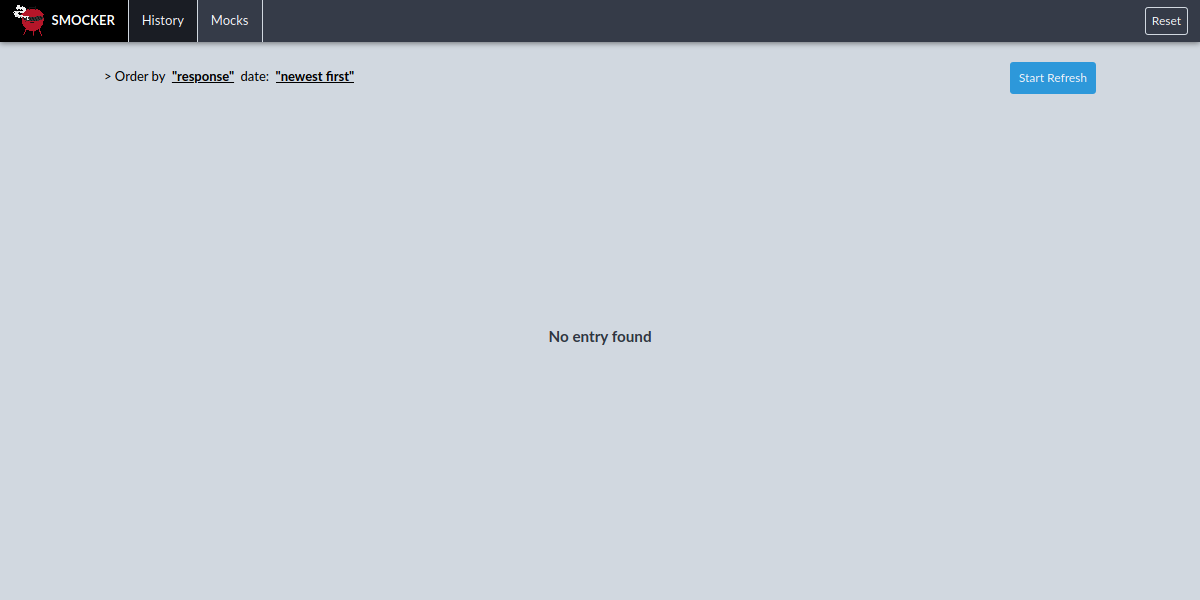 SMOCKER History Mocks Reset
> Order by "response" date: "newest first" Start Refresh
No entry found